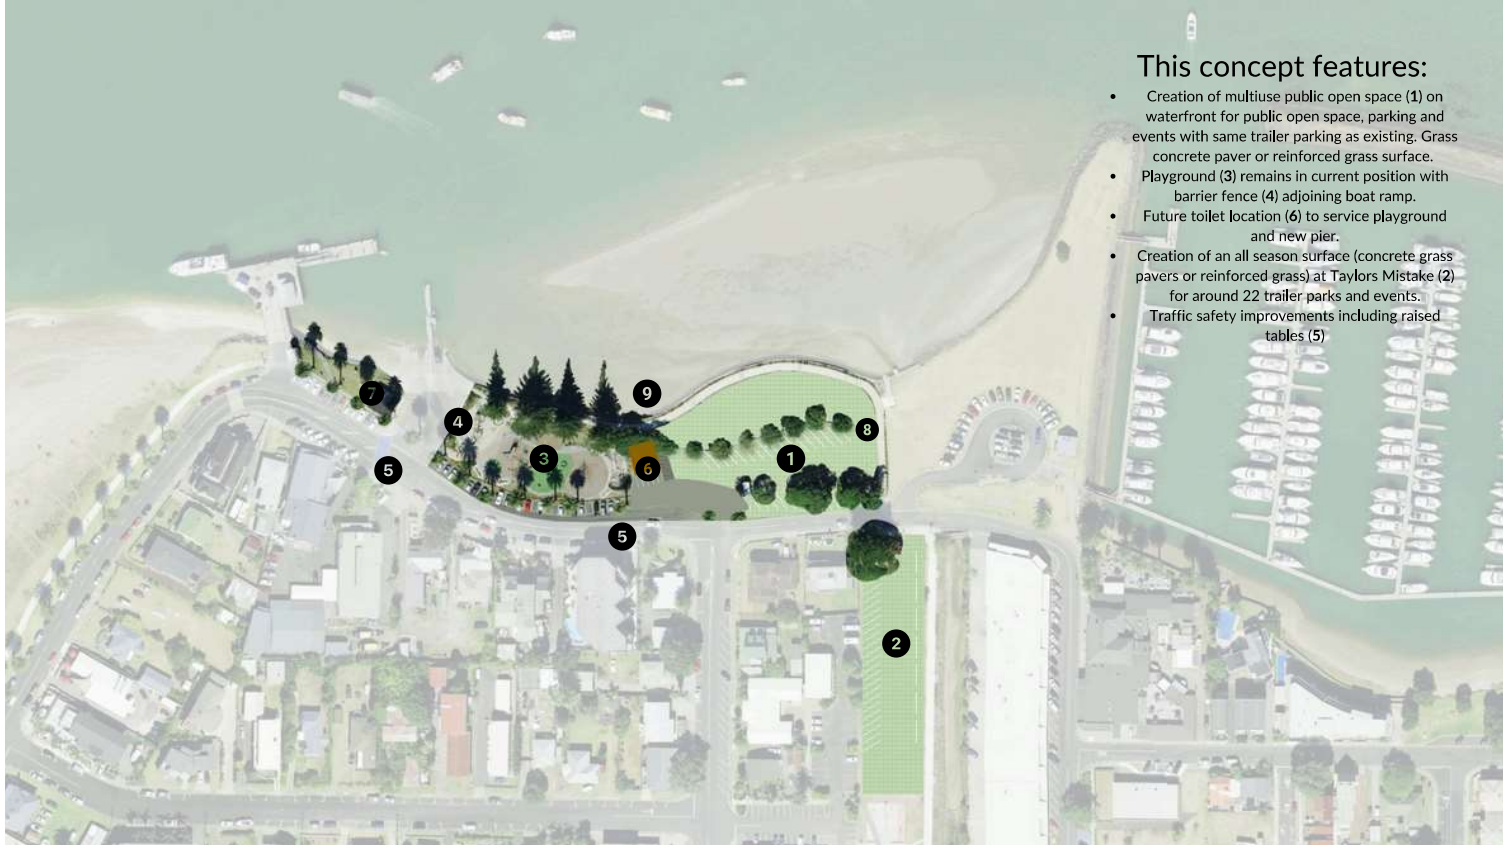 This concept features:
• Creation of multiuse public open space (1) on
waterfront for public open space, parking and
events with same trailer parking as existing. Grass
concrete paver or reinforced grass surface.
• Playground (3) remains in current position with
barrier fence (4) adjoining boat ramp.
• Future toilet location (6) to service playground
and new pier.
• Creation of an all season surface (concrete grass
pavers or reinforced grass) at Taylors Mistake (2)
for around 22 trailer parks and events.
• Traffic safety improvements including raised
tables (5)
7
9
4
8
3
1
6
5
5
2